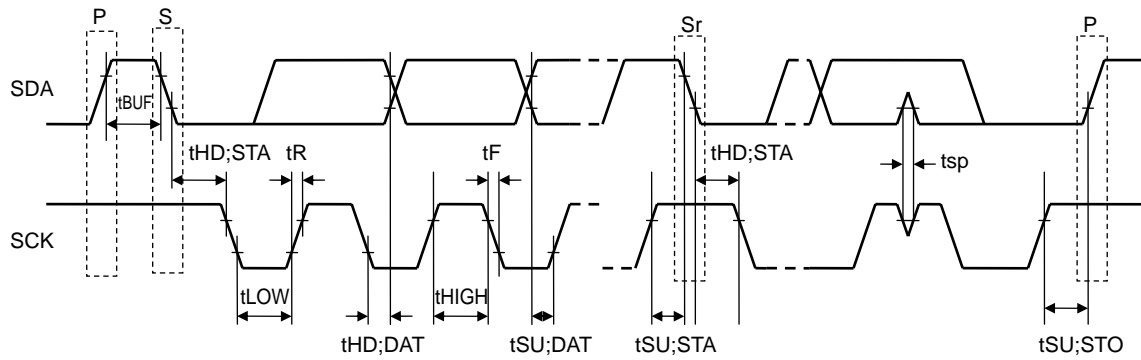 P S Sr P
SDA
tBUF
tHD;STA tR tF tHD;STA tsp
SCK
tLOW tHIGH
tHD;DAT tSU;DAT tSU;STA tSU;STO